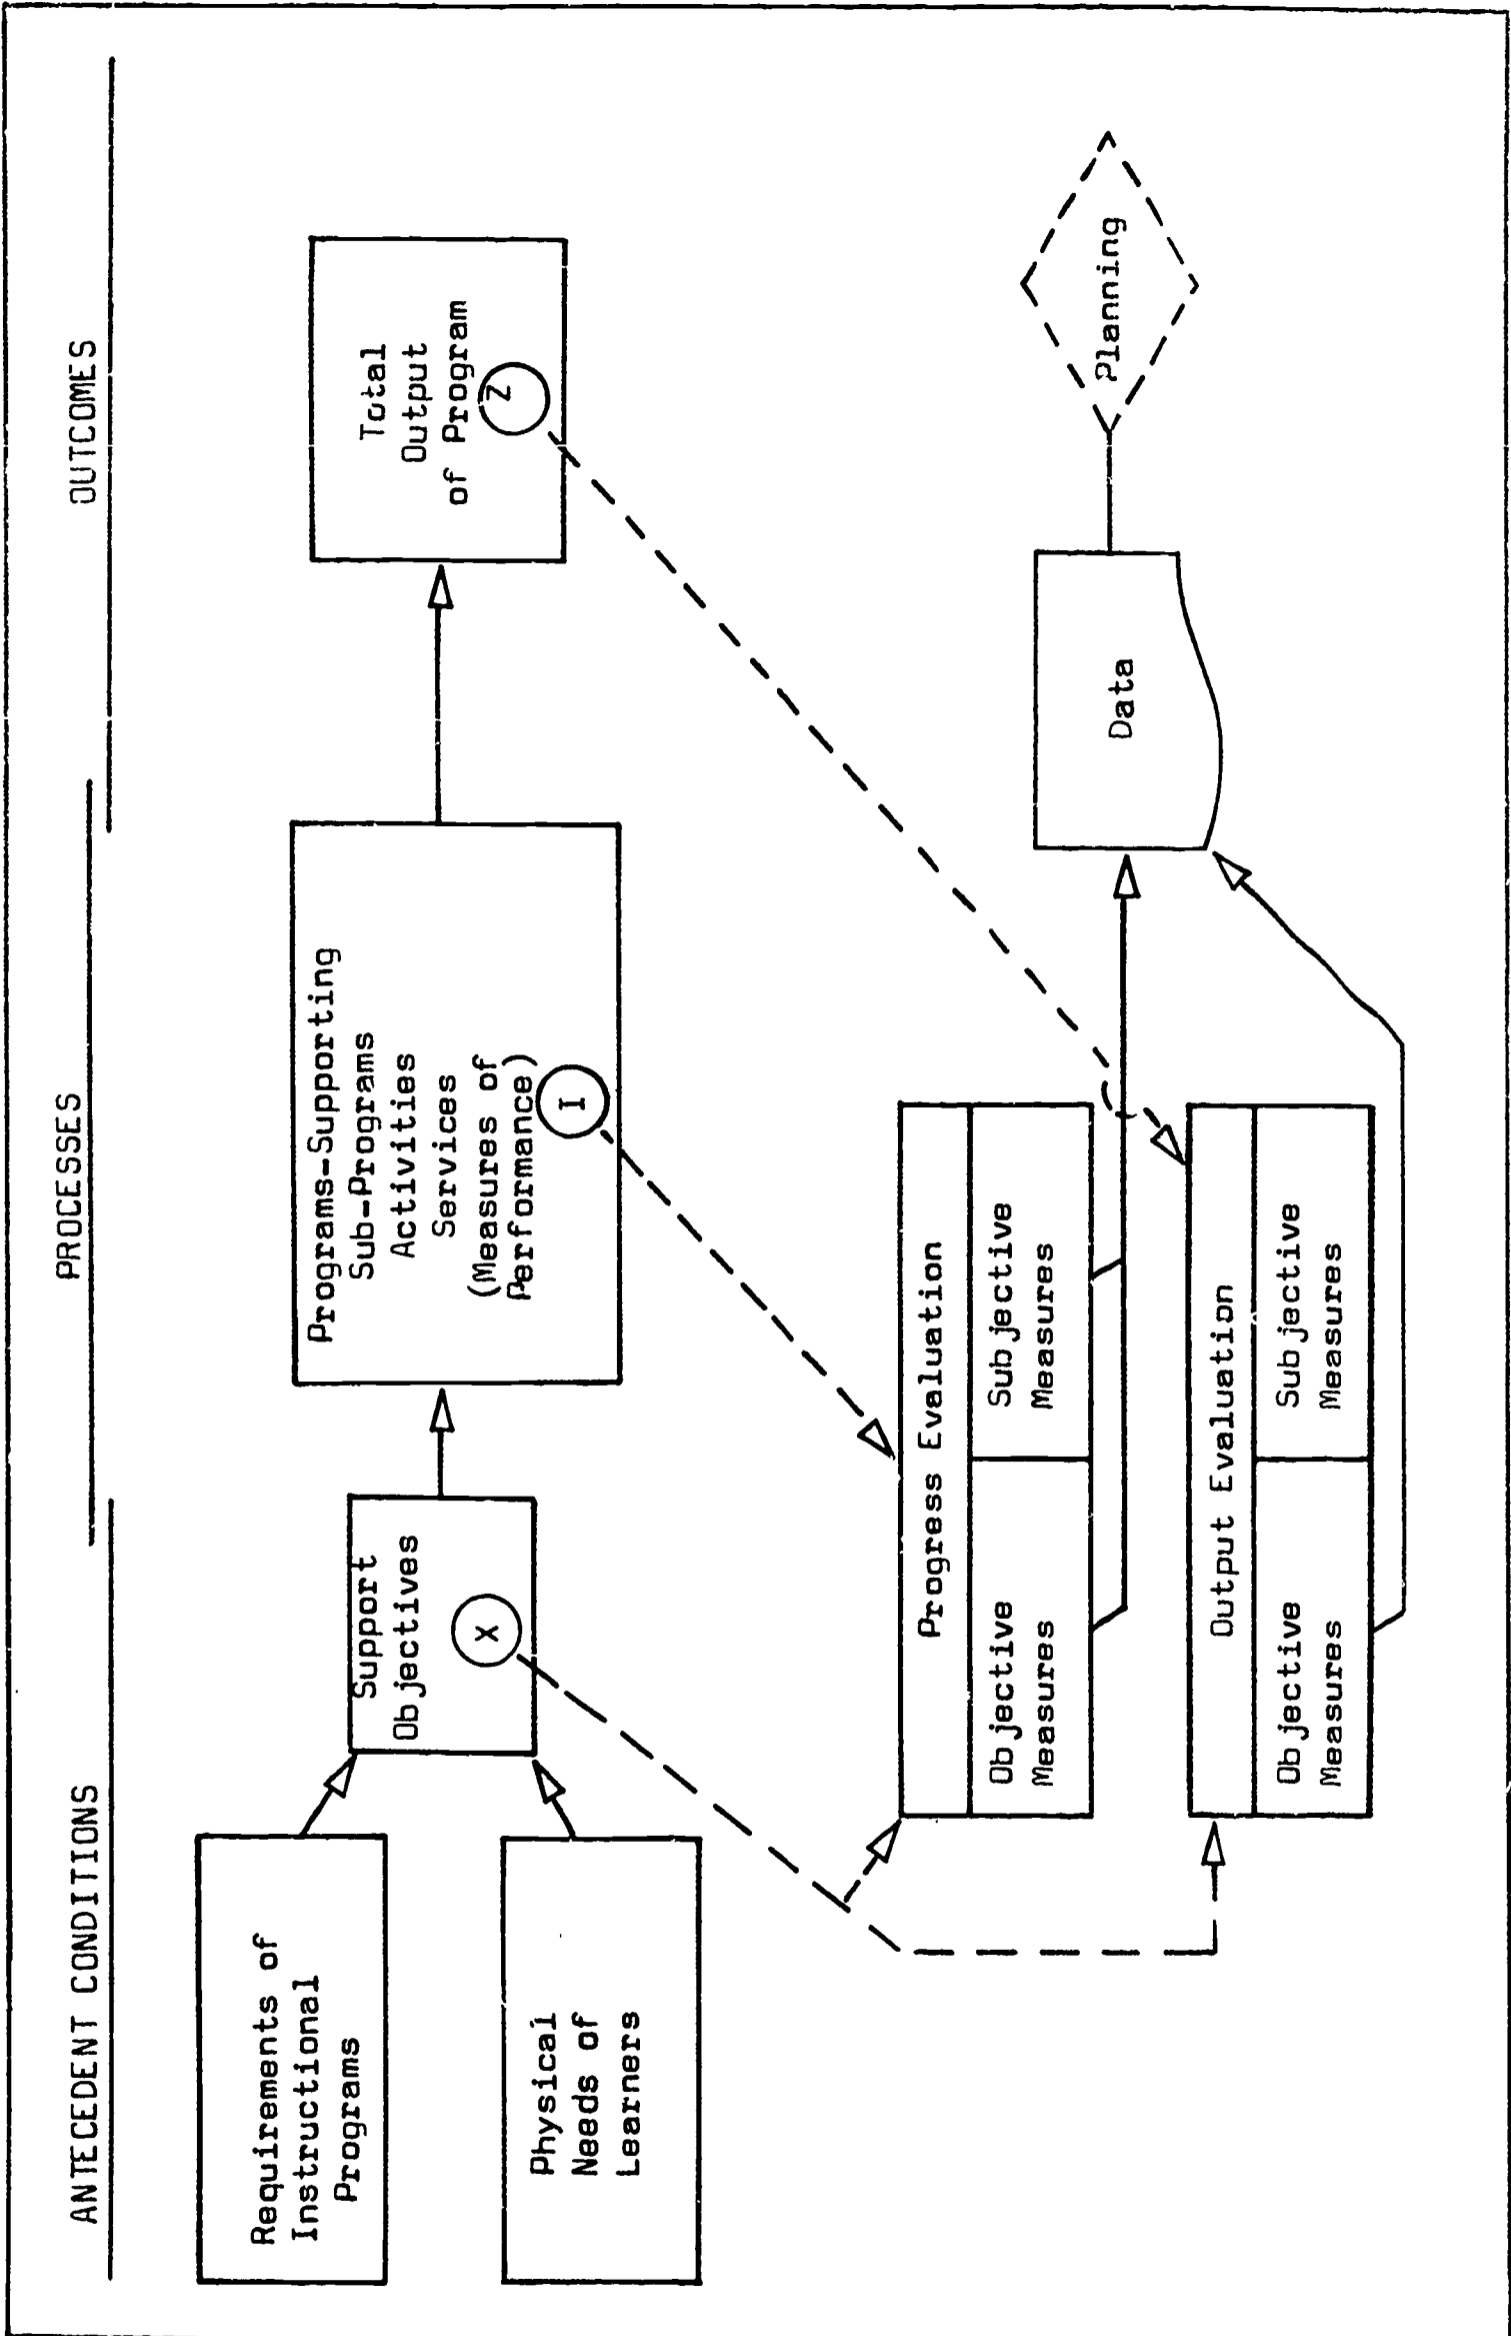 ANTECEDENT CONDITIONS
PROCESSES
OUTCOMES
Requirements of
Instructional
Programs
Physical
Needs of
Learners
Support
Objectives
X
Programs-Supporting
Sub-Programs
Activities
Services
(Measures of
Performance)
I
Total
Output
of Program
Z
Progress Evaluation
Objective
Measures
Subjective
Measures
Output Evaluation
Objective
Measures
Subjective
Measures
Data
Planning